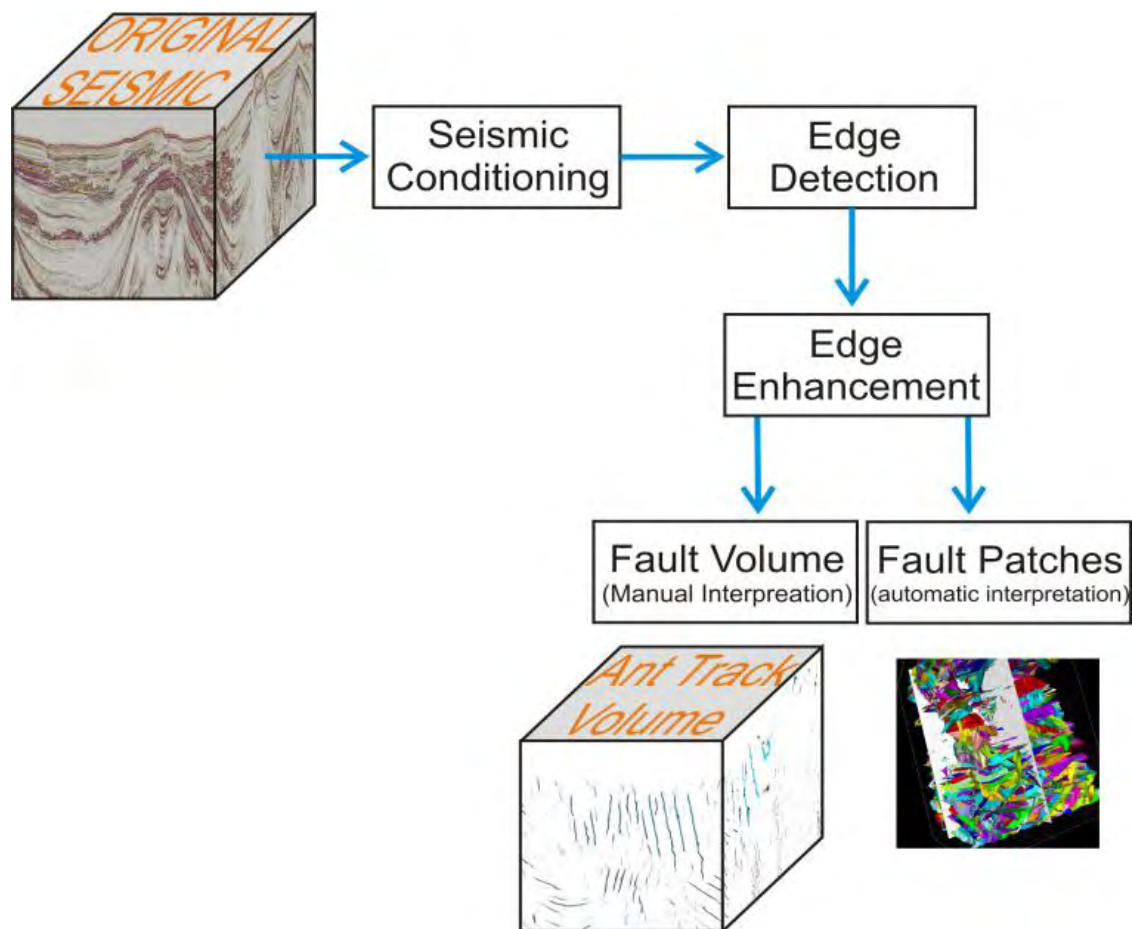 ORIGINAL
SEISMIC
Seismic
Conditioning
Edge
Detection
Edge
Enhancement
Fault Volume
(Manual Interpreation)
Fault Patches
(automatic interpretation)
Ant Track
Volume